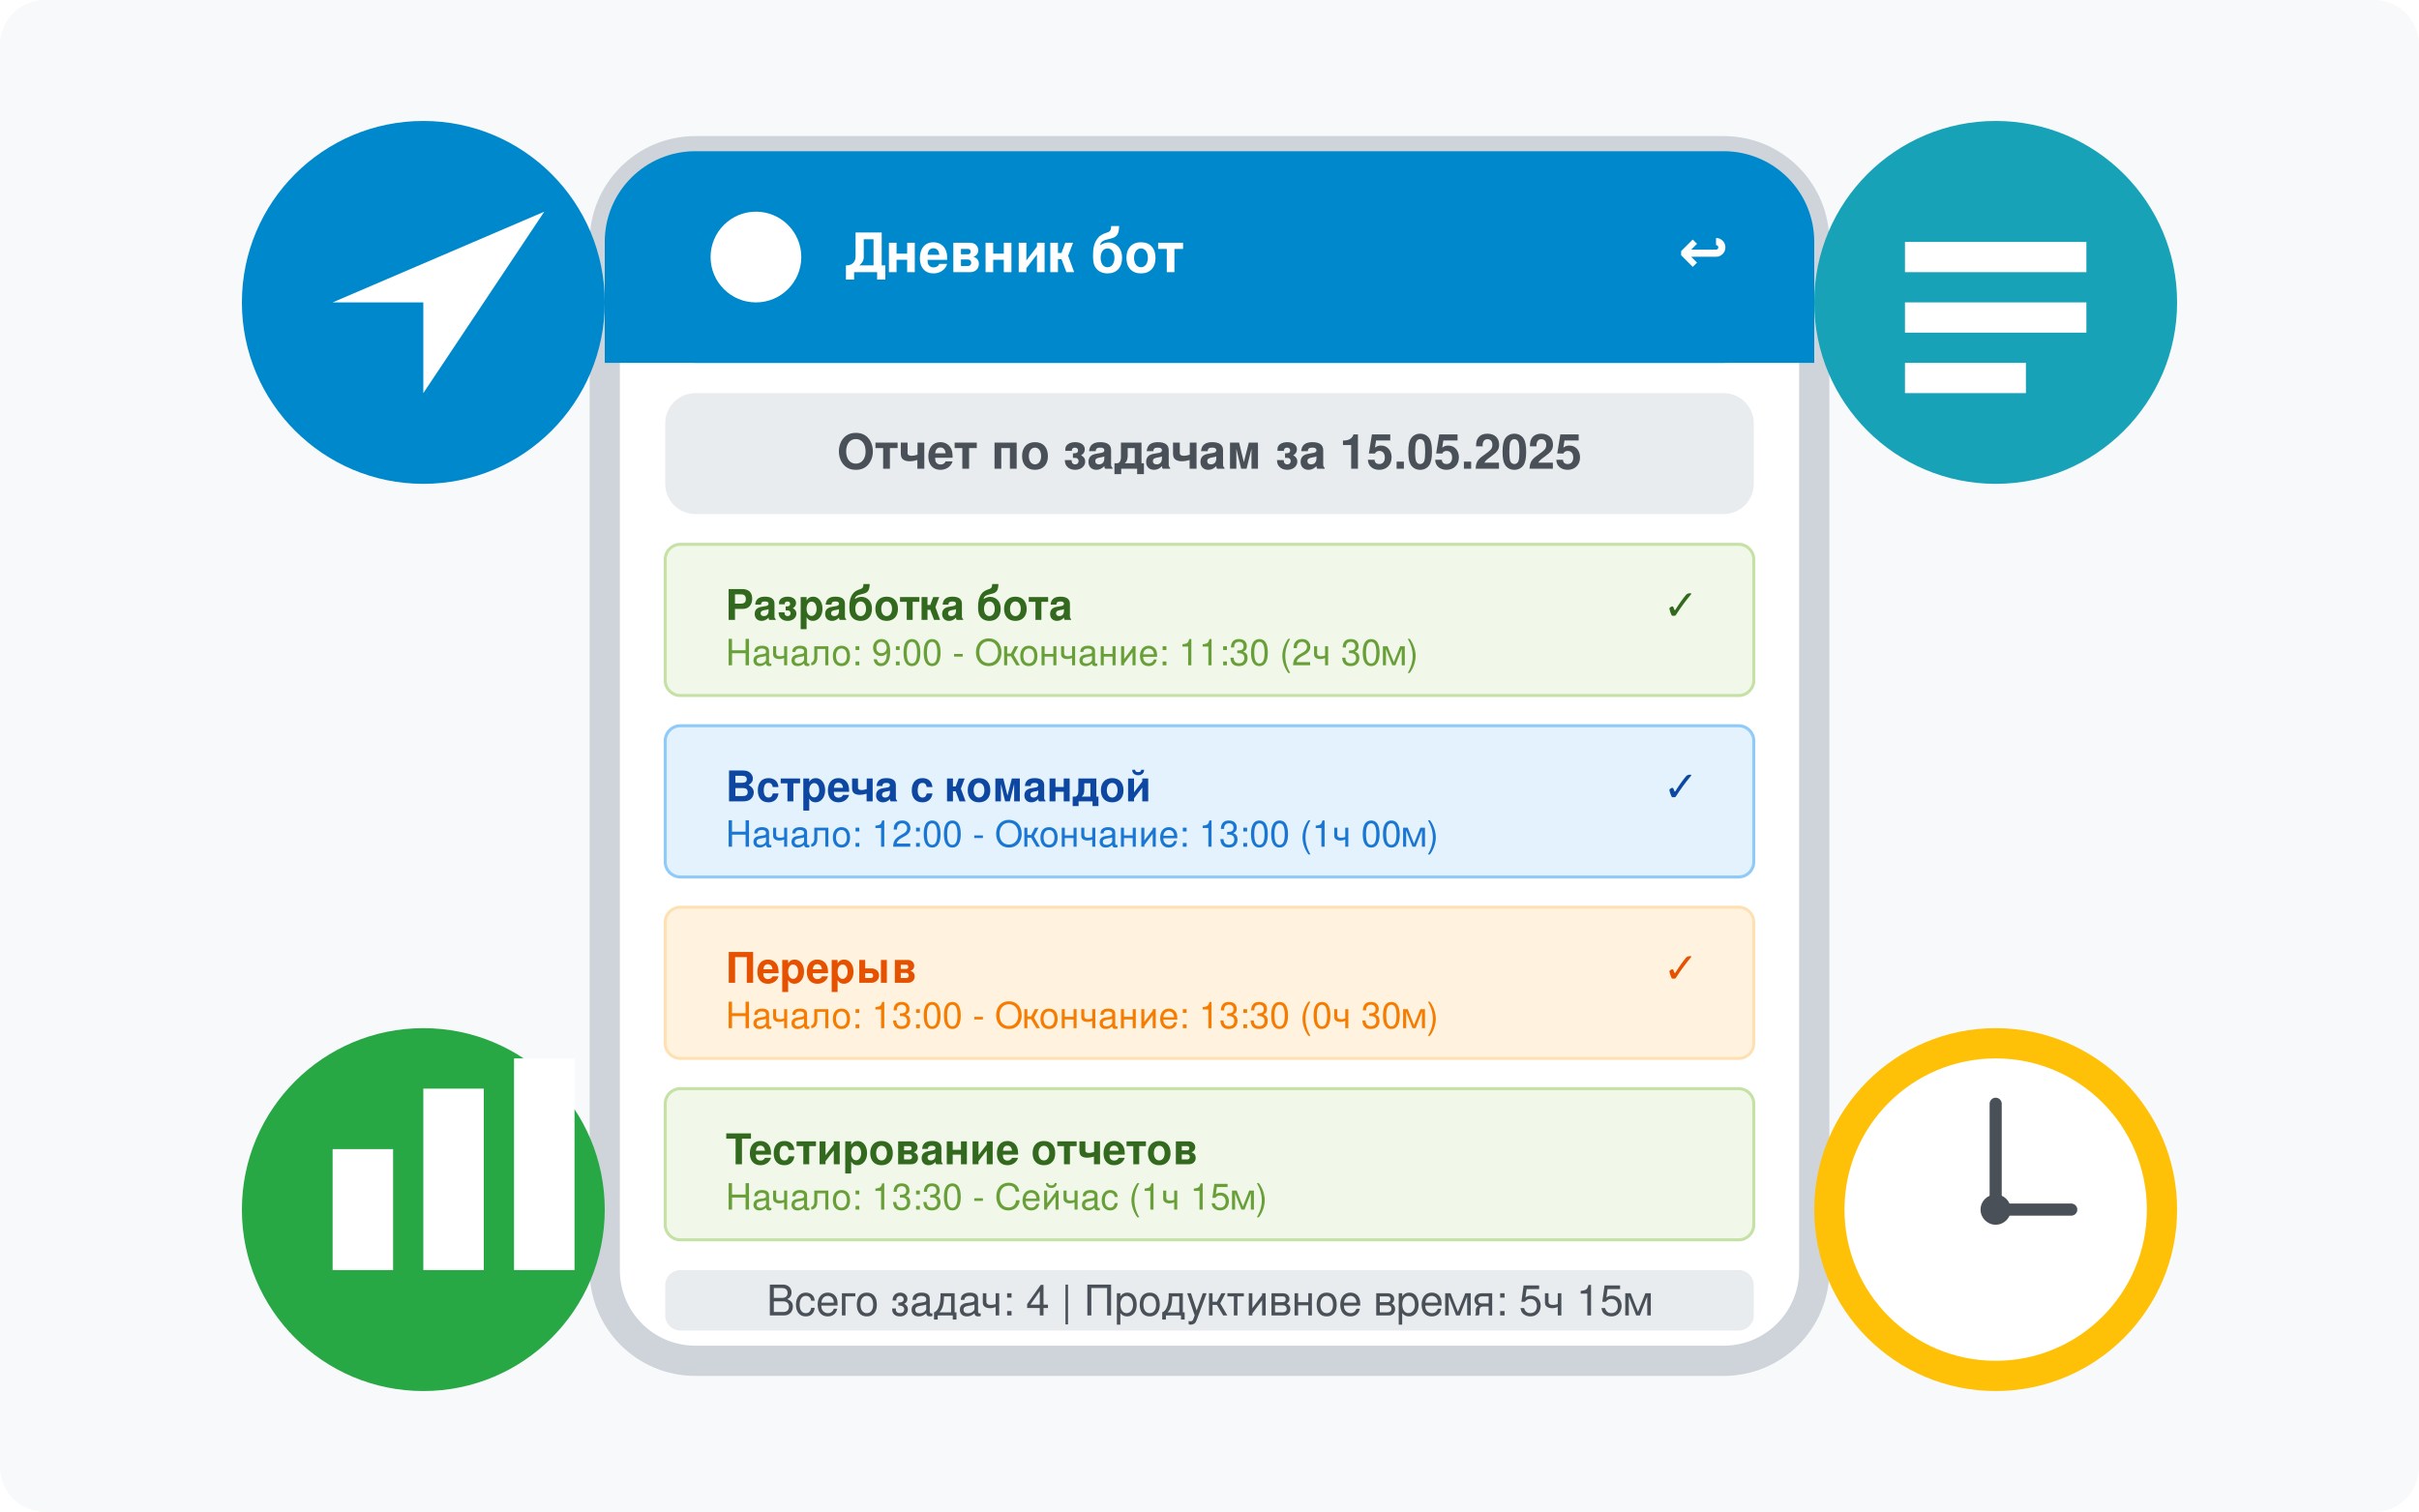 Дневник бот ↩
Отчет по задачам за 15.05.2025
Разработка бота ✓
Начало: 9:00 - Окончание: 11:30 (2ч 30м)
Встреча с командой ✓
Начало: 12:00 - Окончание: 13:00 (1ч 00м)
Перерыв ✓
Начало: 13:00 - Окончание: 13:30 (0ч 30м)
Тестирование отчетов
Начало: 13:30 - Сейчас (1ч 15м)
Всего задач: 4 | Продуктивное время: 5ч 15м